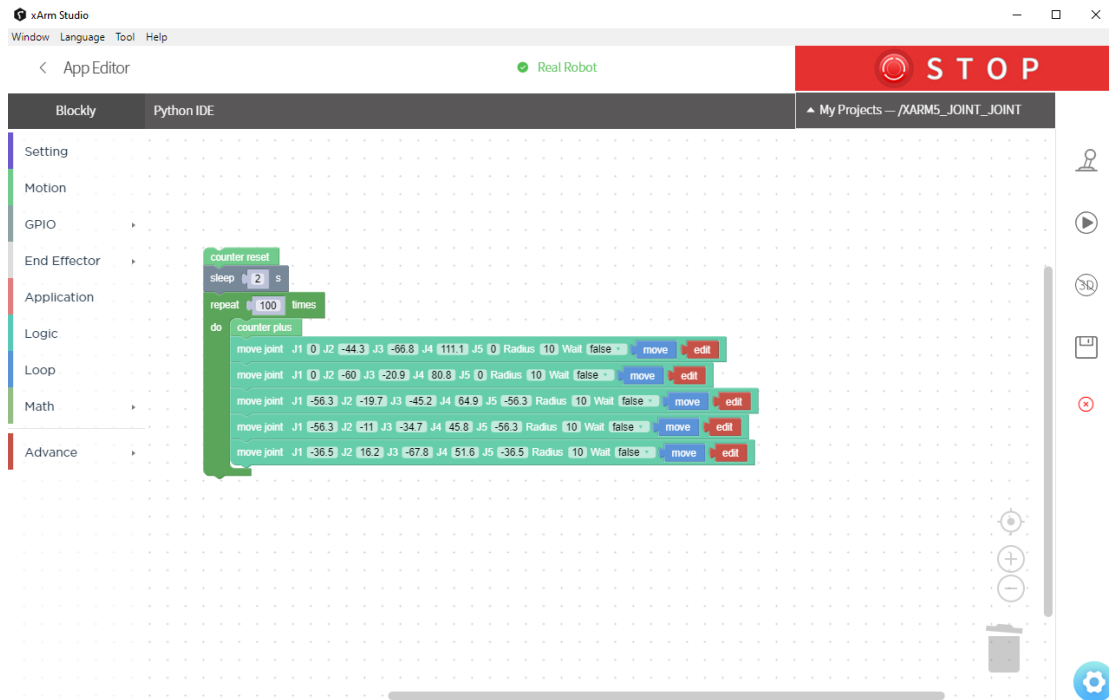 xArm Studio
Window Language Tool Help
App Editor
Real Robot
STOP
Blockly
Python IDE
My Projects — /XARM5_JOINT_JOINT
Setting
Motion
GPIO
End Effector
Application
Logic
Loop
Math
Advance
counter reset
sleep 2 s
repeat 100 times
do counter plus
move joint J1 0 J2 -44.3 J3 -66.8 J4 111.1 J5 0 Radius 10 Wait false move edit
move joint J1 0 J2 -60 J3 -20.9 J4 80.8 J5 0 Radius 10 Wait false move edit
move joint J1 -56.3 J2 -19.7 J3 -45.2 J4 64.9 J5 -56.3 Radius 10 Wait false move edit
move joint J1 -56.3 J2 -11 J3 -34.7 J4 45.8 J5 -56.3 Radius 10 Wait false move edit
move joint J1 -36.5 J2 16.2 J3 -67.8 J4 51.6 J5 -36.5 Radius 10 Wait false move edit
3D